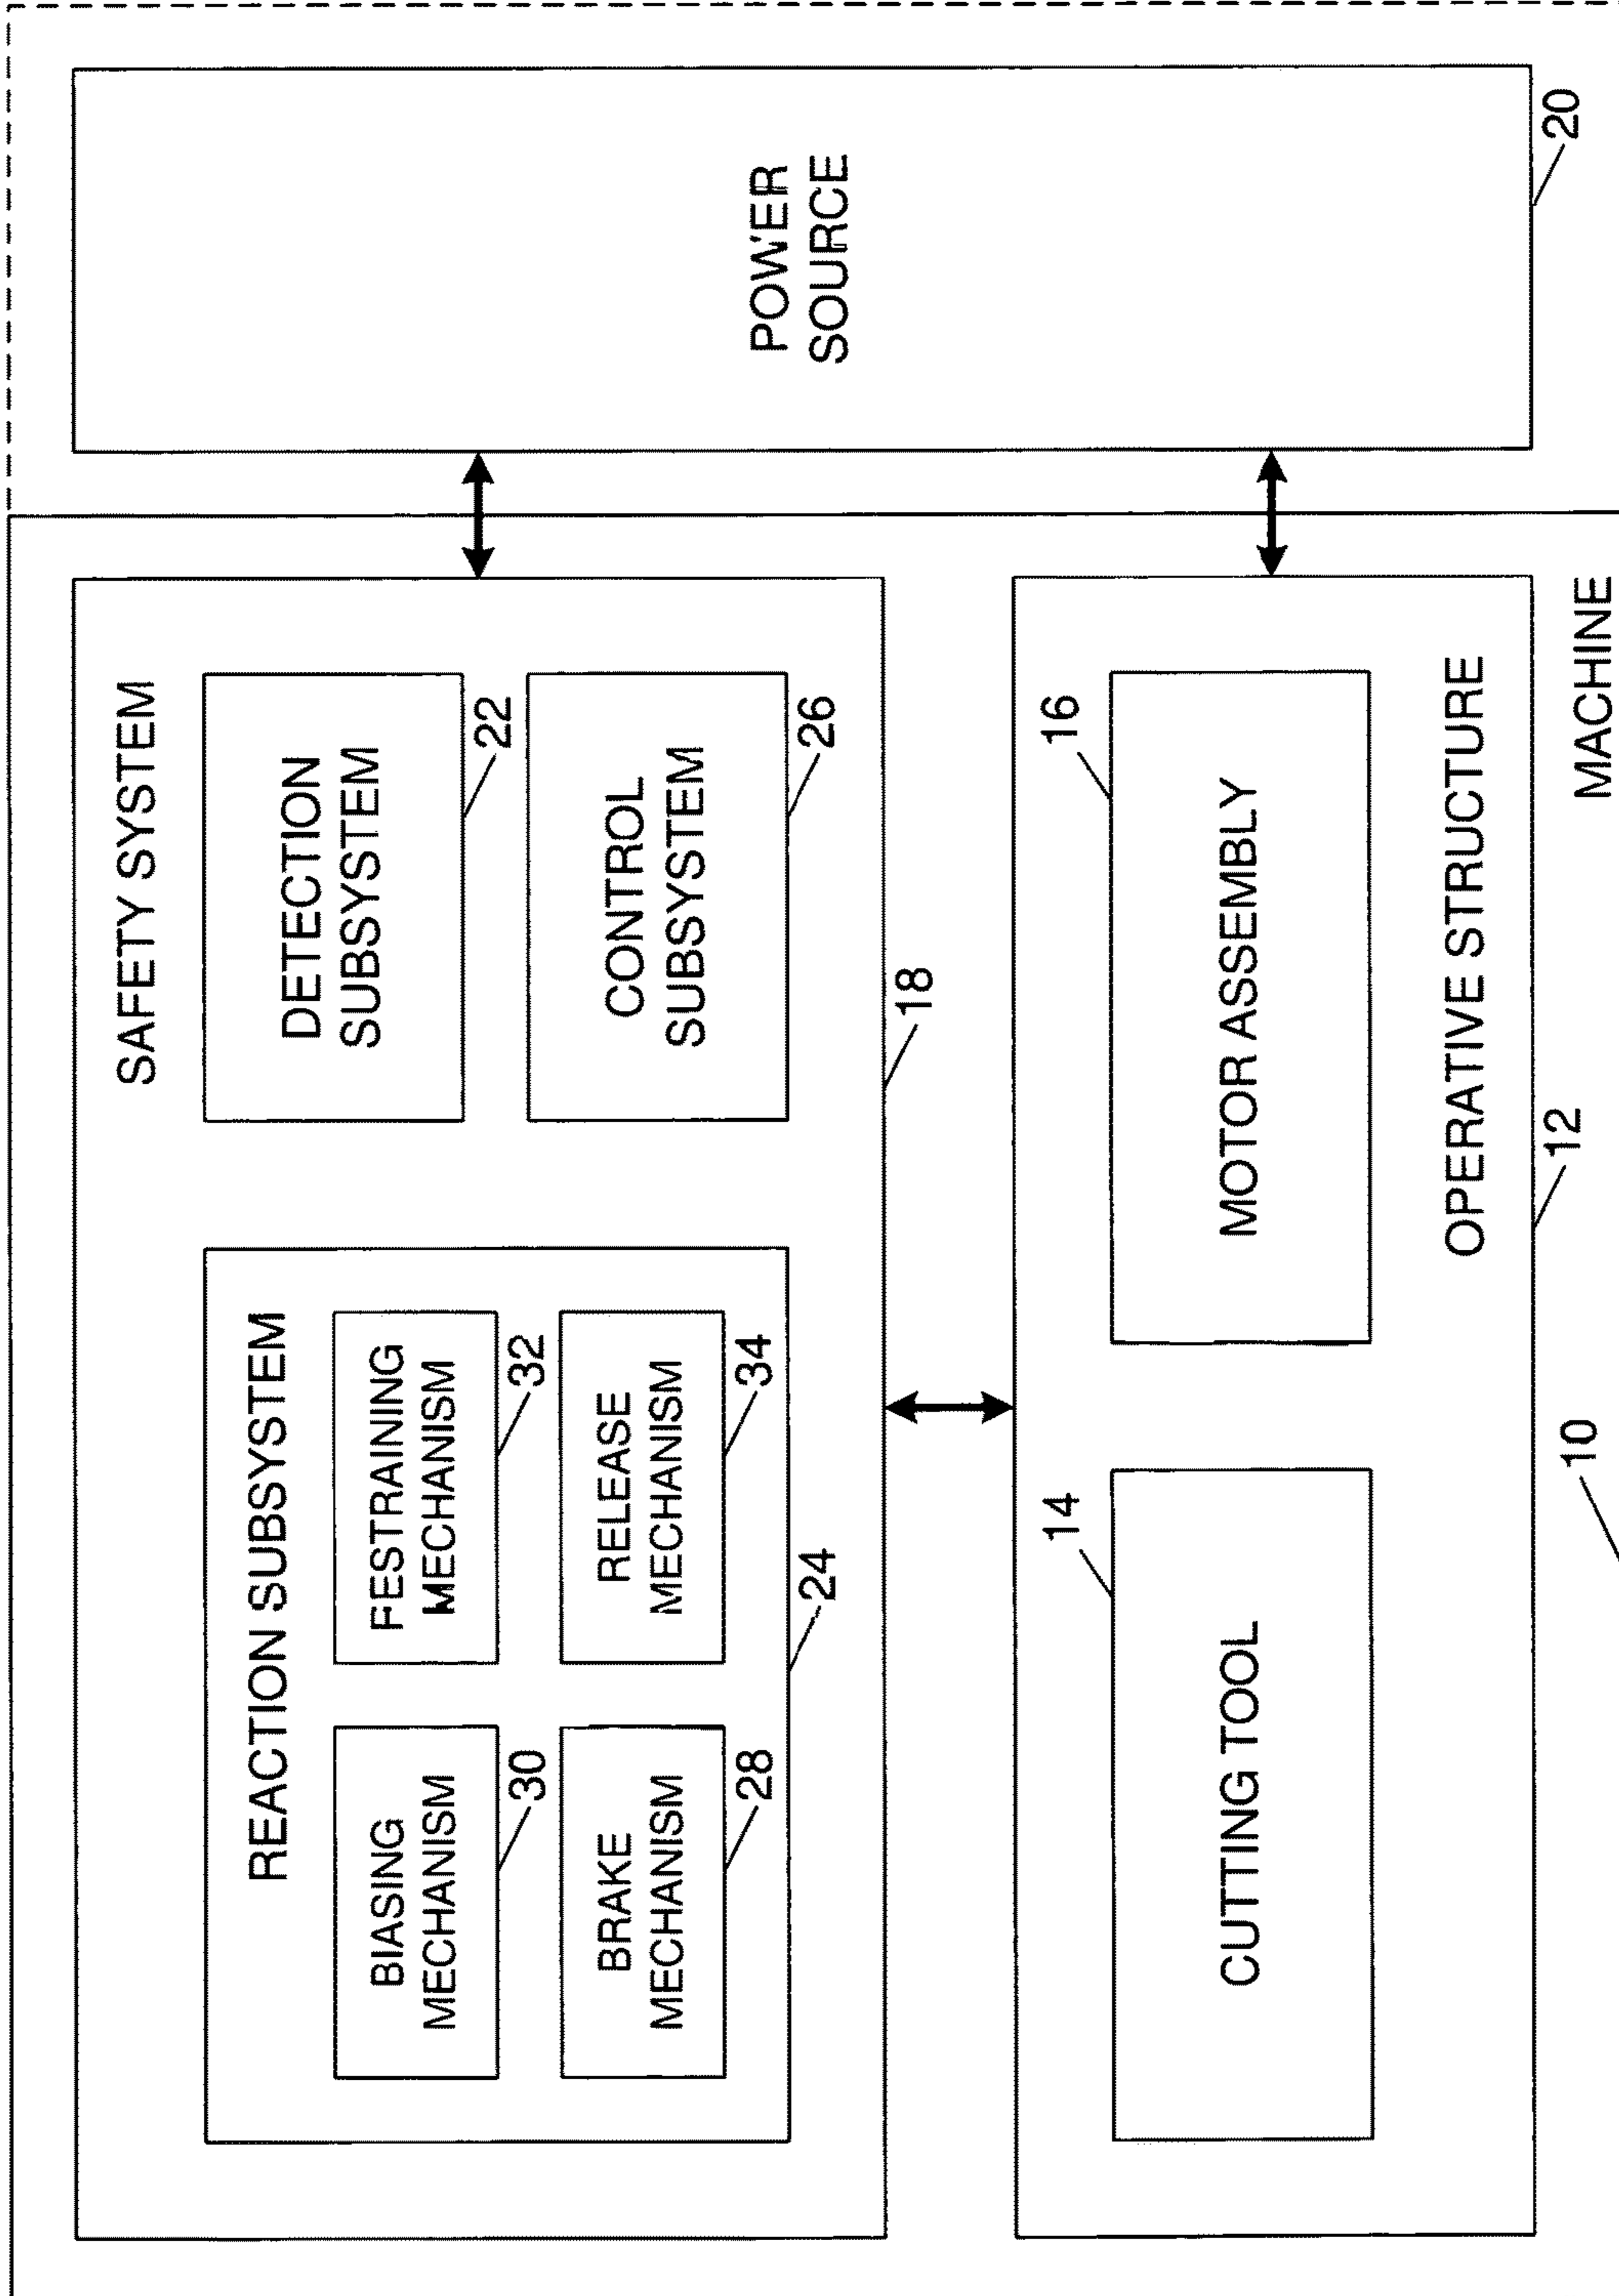 SAFETY SYSTEM
REACTION SUBSYSTEM
BIASING
MECHANISM
30
FESTRAINING
MECHANISM
32
BRAKE
MECHANISM
28
RELEASE
MECHANISM
34
24
DETECTION
SUBSYSTEM
22
CONTROL
SUBSYSTEM
26
18
POWER
SOURCE
20
14
CUTTING TOOL
16
MOTOR ASSEMBLY
OPERATIVE STRUCTURE
12
10
MACHINE